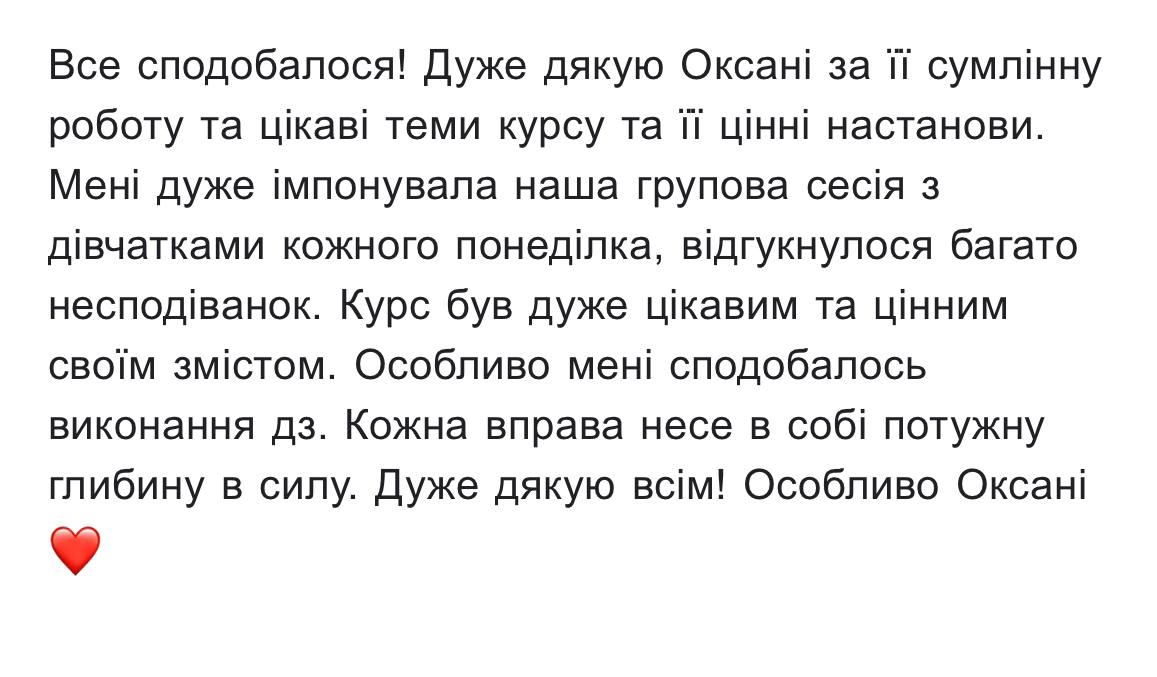 Все сподобалося! Дуже дякую Оксані за її сумлінну
роботу та цікаві теми курсу та її цінні настанови.
Мені дуже імпонувала наша групова сесія з
дівчатками кожного понеділка, відгукнулося багато
несподіванок. Курс був дуже цікавим та цінним
своїм змістом. Особливо мені сподобалось
виконання дз. Кожна вправа несе в собі потужну
глибину в силу. Дуже дякую всім! Особливо Оксані
❤️